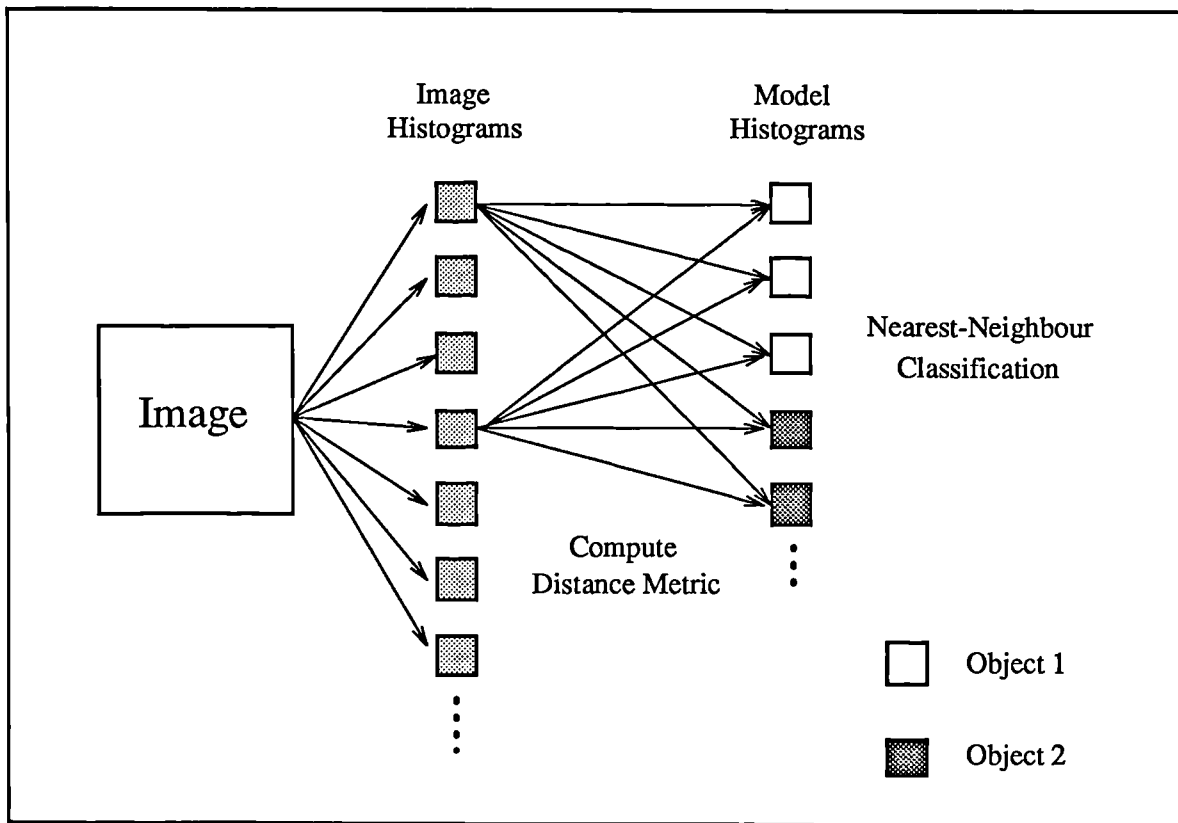 Image
Histograms
Model
Histograms
Image
Nearest-Neighbour
Classification
Compute
Distance Metric
Object 1
Object 2